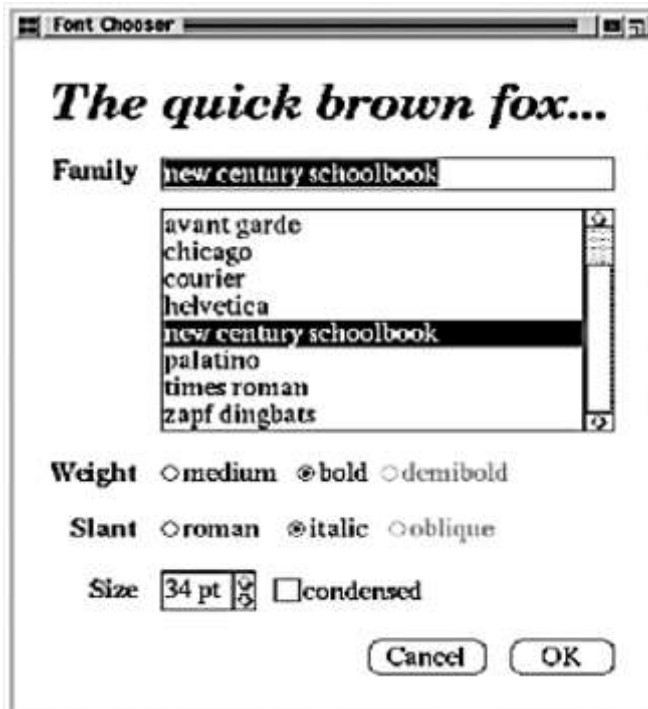 Font Chooser
The quick brown fox...
Family new century schoolbook
avant garde
chicago
courier
helvetica
new century schoolbook
palatino
times roman
zapf dingbats
Weight medium bold demibold
Slant roman italic oblique
Size 34 pt condensed
Cancel OK